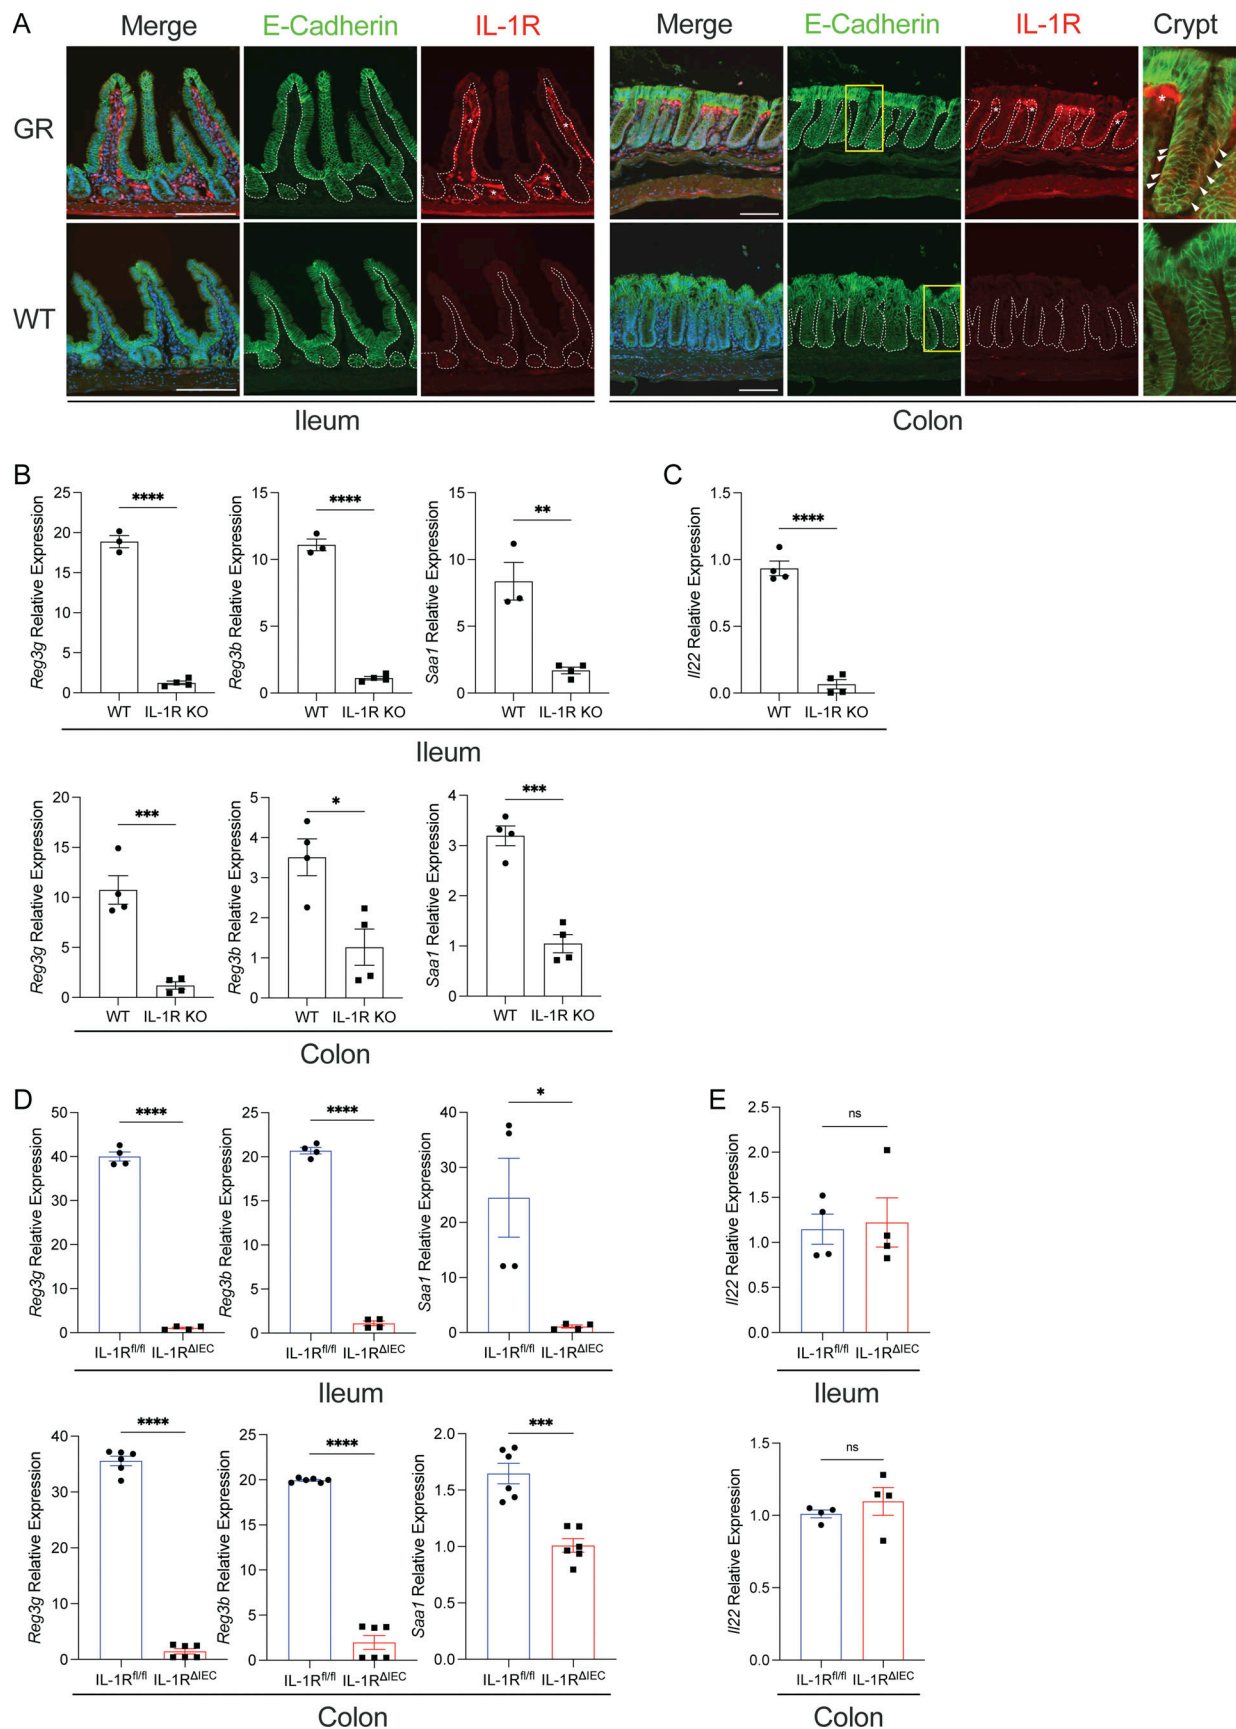 A
Merge E-Cadherin IL-1R Merge E-Cadherin IL-1R Crypt
GR
WT
Ileum Colon
B
Reg3g Relative Expression
25
20
15
10
5
0
****
WT IL-1R KO
Reg3b Relative Expression
15
10
5
0
****
WT IL-1R KO
Saa1 Relative Expression
15
10
5
0
**
WT IL-1R KO
C
Il22 Relative Expression
1.5
1.0
0.5
0.0
****
WT IL-1R KO
Ileum
Reg3g Relative Expression
20
15
10
5
0
***
WT IL-1R KO
Reg3b Relative Expression
5
4
3
2
1
0
*
WT IL-1R KO
Saa1 Relative Expression
4
3
2
1
0
***
WT IL-1R KO
Colon
D
Reg3g Relative Expression
50
40
30
20
10
0
****
IL-1Rfl/fl IL-1RΔIEC
Reg3b Relative Expression
25
20
15
10
5
0
****
IL-1Rfl/fl IL-1RΔIEC
Saa1 Relative Expression
40
30
20
10
0
*
IL-1Rfl/fl IL-1RΔIEC
Ileum
E
Il22 Relative Expression
2.5
2.0
1.5
1.0
0.5
0.0
ns
IL-1Rfl/fl IL-1RΔIEC
Ileum
Reg3g Relative Expression
40
30
20
10
0
****
IL-1Rfl/fl IL-1RΔIEC
Reg3b Relative Expression
25
20
15
10
5
0
****
IL-1Rfl/fl IL-1RΔIEC
Saa1 Relative Expression
2.0
1.5
1.0
0.5
0.0
***
IL-1Rfl/fl IL-1RΔIEC
Colon
Il22 Relative Expression
1.5
1.0
0.5
0.0
ns
IL-1Rfl/fl IL-1RΔIEC
Colon